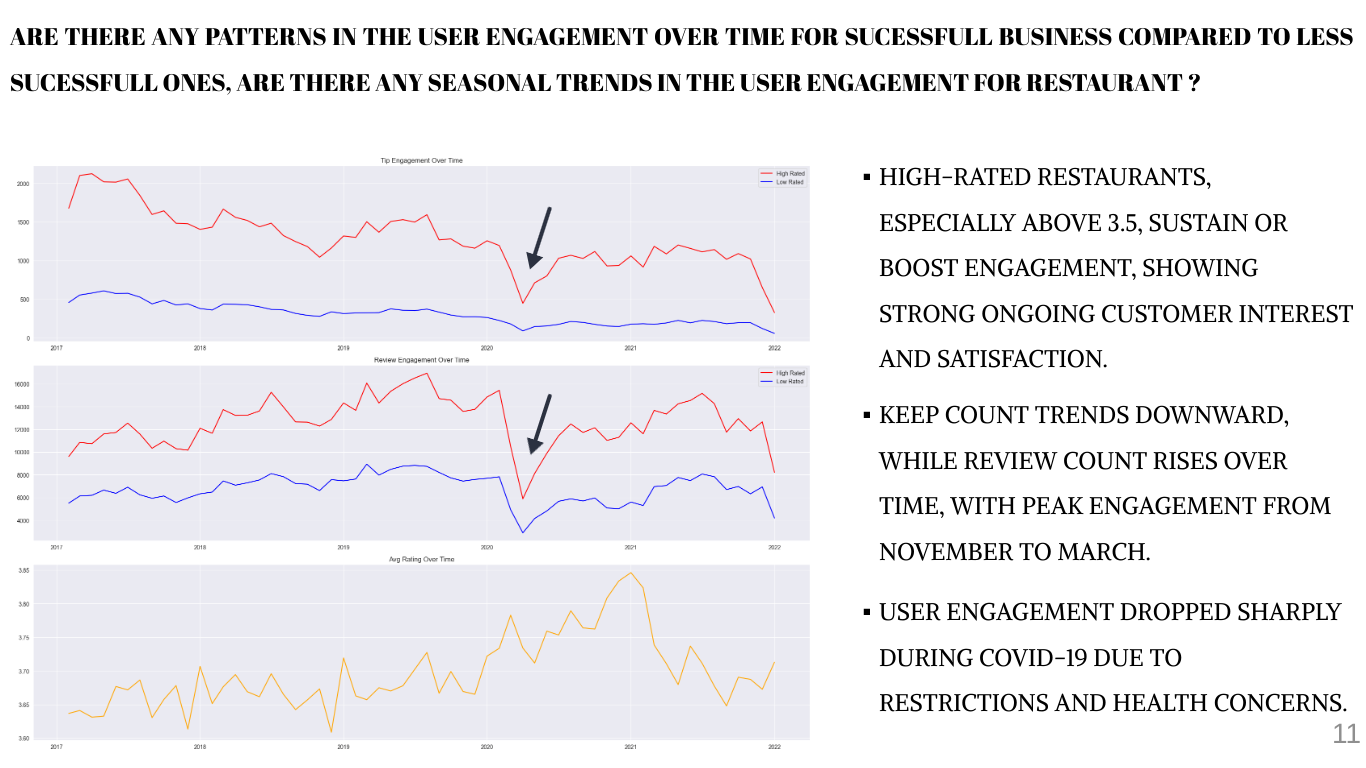 ARE THERE ANY PATTERNS IN THE USER ENGAGEMENT OVER TIME FOR SUCESSFULL BUSINESS COMPARED TO LESS
SUCESSFULL ONES, ARE THERE ANY SEASONAL TRENDS IN THE USER ENGAGEMENT FOR RESTAURANT ?
Tip Engagement Over Time
High Rated
Low Rated
2000
1500
1000
500
0
2017 2018 2019 2020 2021 2022
Review Engagement Over Time
High Rated
Low Rated
16000
14000
12000
10000
8000
6000
4000
2017 2018 2019 2020 2021 2022
Avg Rating Over Time
3.85
3.80
3.75
3.70
3.65
3.60
2017 2018 2019 2020 2021 2022
▪ HIGH-RATED RESTAURANTS,
ESPECIALLY ABOVE 3.5, SUSTAIN OR
BOOST ENGAGEMENT, SHOWING
STRONG ONGOING CUSTOMER INTEREST
AND SATISFACTION.
▪ KEEP COUNT TRENDS DOWNWARD,
WHILE REVIEW COUNT RISES OVER
TIME, WITH PEAK ENGAGEMENT FROM
NOVEMBER TO MARCH.
▪ USER ENGAGEMENT DROPPED SHARPLY
DURING COVID-19 DUE TO
RESTRICTIONS AND HEALTH CONCERNS.
11